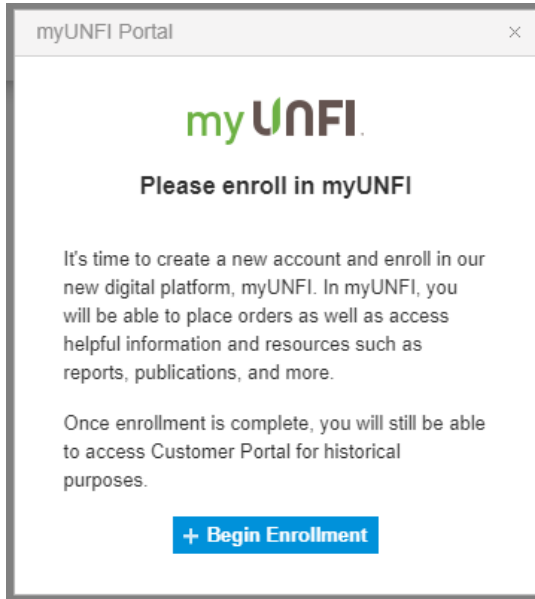 myUNFI Portal
my UNFI.
Please enroll in myUNFI
It's time to create a new account and enroll in our
new digital platform, myUNFI. In myUNFI, you
will be able to place orders as well as access
helpful information and resources such as
reports, publications, and more.
Once enrollment is complete, you will still be able
to access Customer Portal for historical
purposes.
+ Begin Enrollment